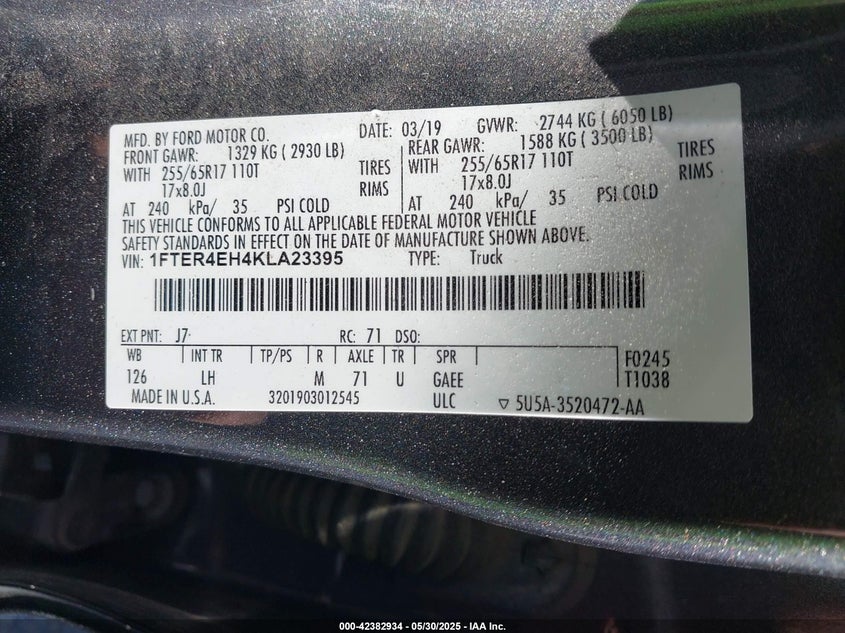 MFD. BY FORD MOTOR CO.
DATE: 03/19 GVWR: 2744 KG ( 6050 LB)
FRONT GAWR: 1329 KG ( 2930 LB) REAR GAWR: 1588 KG ( 3500 LB)
WITH 255/65R17 110T TIRES WITH 255/65R17 110T TIRES
17x8.0J RIMS 17x8.0J RIMS
AT 240 kPa/ 35 PSI COLD AT 240 kPa/ 35 PSI COLD
THIS VEHICLE CONFORMS TO ALL APPLICABLE FEDERAL MOTOR VEHICLE
SAFETY STANDARDS IN EFFECT ON THE DATE OF MANUFACTURE SHOWN ABOVE.
VIN: 1FTER4EH4KLA23395 TYPE: Truck
EXT PNT: J7 RC: 71 DSO:
WB INT TR TP/PS R AXLE TR SPR F0245
126 LH M 71 U GAEE T1038
MADE IN U.S.A. 3201903012545 ULC ▽ 5U5A-3520472-AA
000-42382934 - 05/30/2025 - IAA Inc.